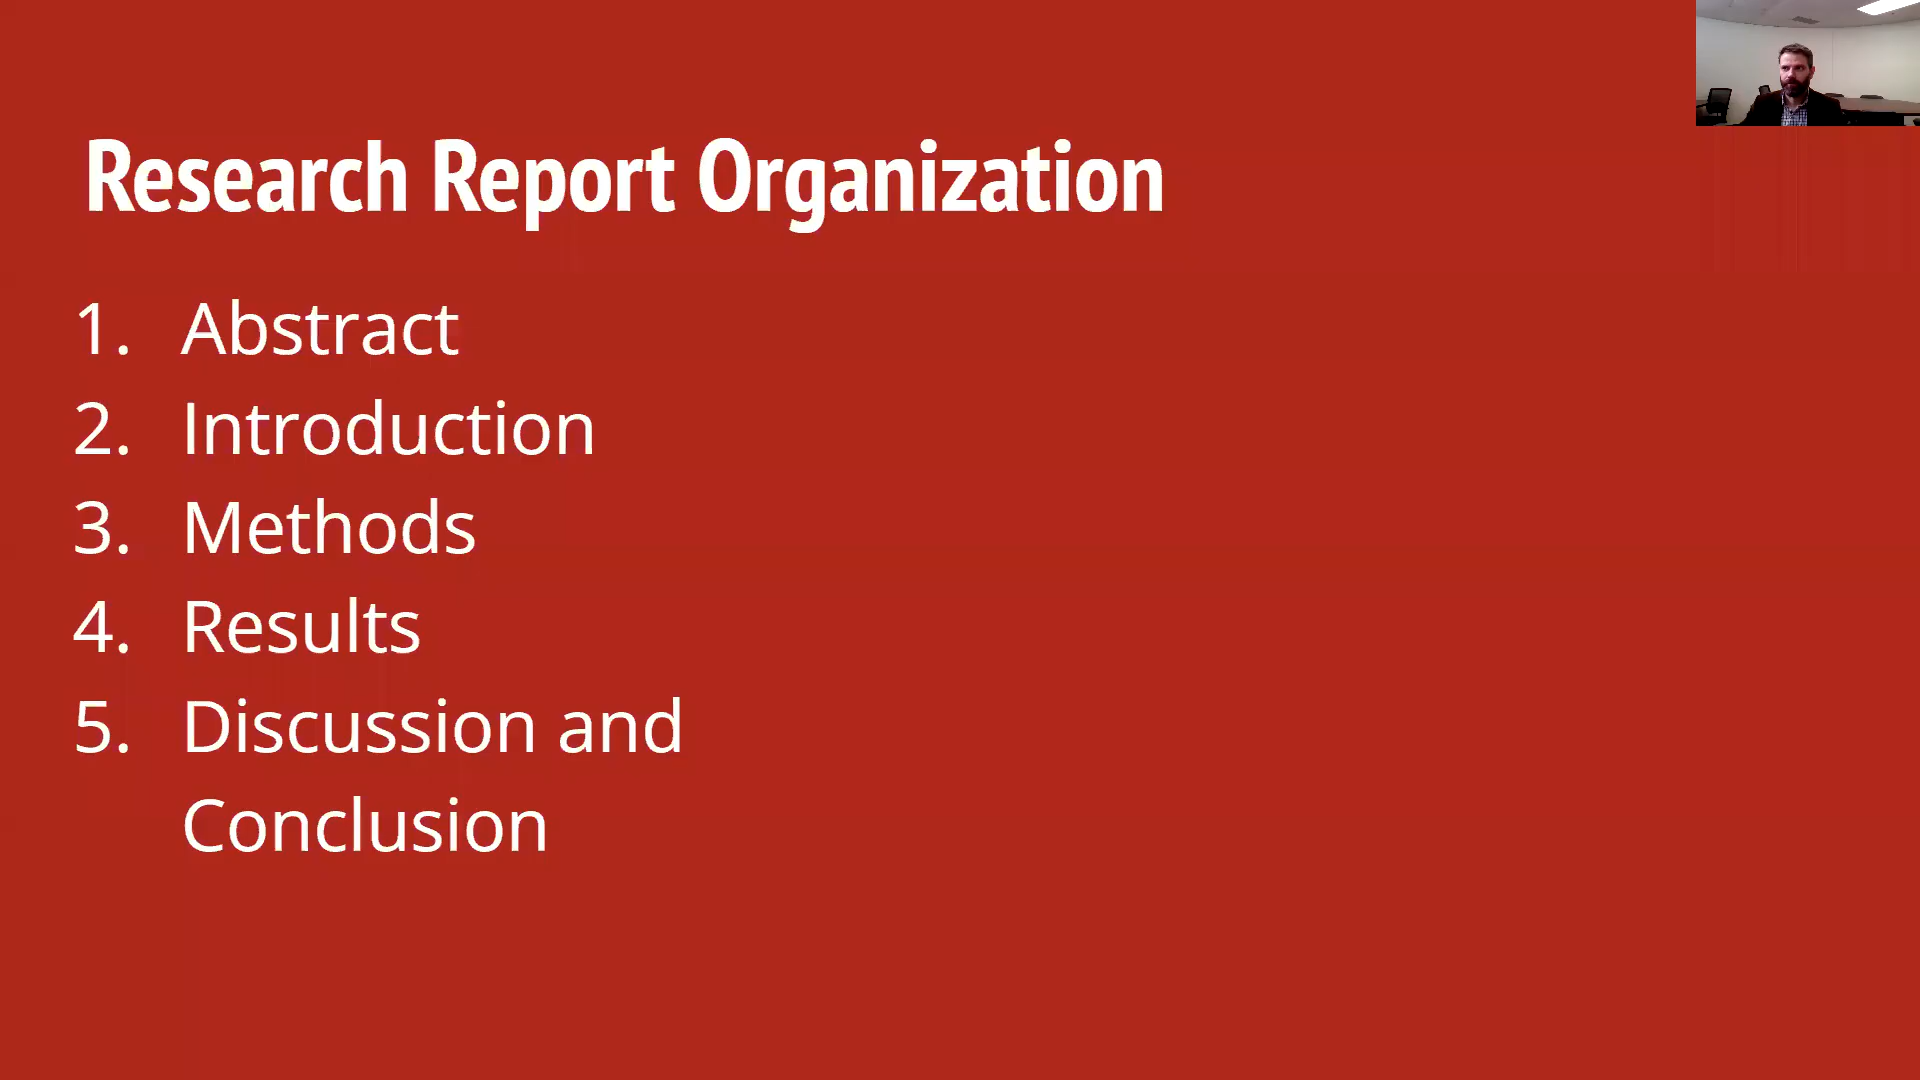 Research Report Organization
1. Abstract
2. Introduction
3. Methods
4. Results
5. Discussion and
Conclusion